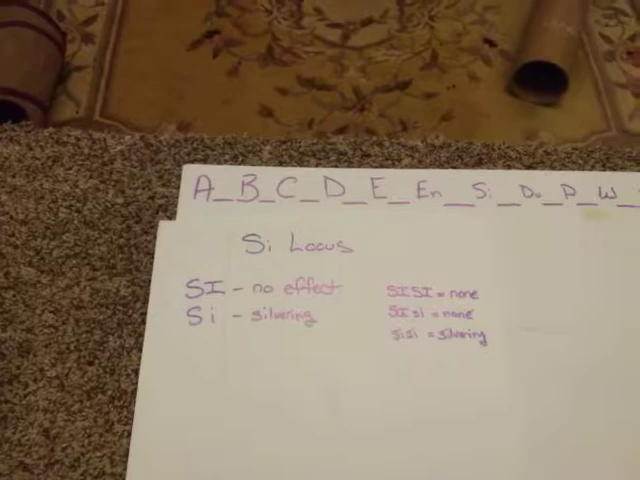 A_B_C_D_E_En_Si_Du_P_W_
Si Locus
SI - no effect
Si - silvering
SISI = none
SISi = none
sisi = silvering